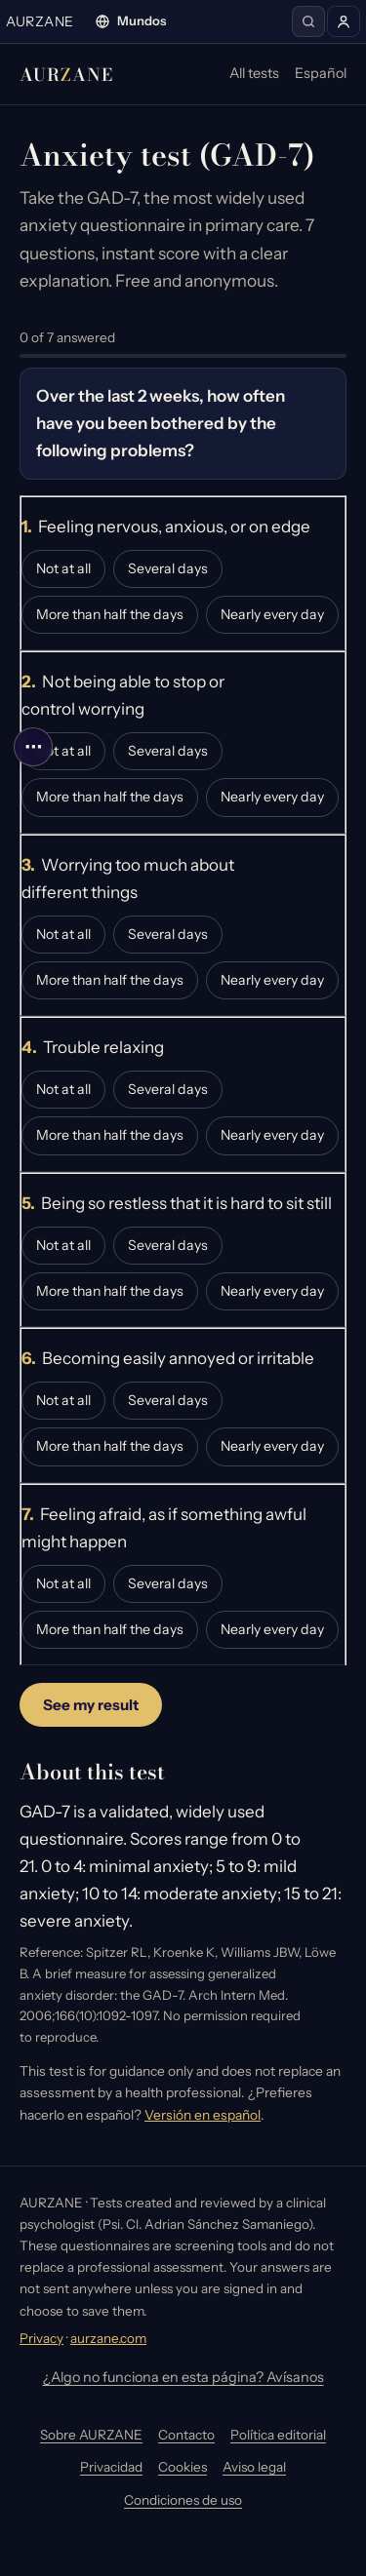 AURZANE Mundos
AURZANE All tests Español
Anxiety test (GAD-7)
Take the GAD-7, the most widely used
anxiety questionnaire in primary care. 7
questions, instant score with a clear
explanation. Free and anonymous.
0 of 7 answered
Over the last 2 weeks, how often
have you been bothered by the
following problems?
1. Feeling nervous, anxious, or on edge
Not at all Several days
More than half the days Nearly every day
2. Not being able to stop or
control worrying
at all Several days
More than half the days Nearly every day
3. Worrying too much about
different things
Not at all Several days
More than half the days Nearly every day
4. Trouble relaxing
Not at all Several days
More than half the days Nearly every day
5. Being so restless that it is hard to sit still
Not at all Several days
More than half the days Nearly every day
6. Becoming easily annoyed or irritable
Not at all Several days
More than half the days Nearly every day
7. Feeling afraid, as if something awful
might happen
Not at all Several days
More than half the days Nearly every day
See my result
About this test
GAD-7 is a validated, widely used
questionnaire. Scores range from 0 to
21. 0 to 4: minimal anxiety; 5 to 9: mild
anxiety; 10 to 14: moderate anxiety; 15 to 21:
severe anxiety.
Reference: Spitzer RL, Kroenke K, Williams JBW, Löwe
B. A brief measure for assessing generalized
anxiety disorder: the GAD-7. Arch Intern Med.
2006;166(10):1092-1097. No permission required
to reproduce.
This test is for guidance only and does not replace an
assessment by a health professional. ¿Prefieres
hacerlo en español? Versión en español.
AURZANE · Tests created and reviewed by a clinical
psychologist (Psi. Cl. Adrian Sánchez Samaniego).
These questionnaires are screening tools and do not
replace a professional assessment. Your answers are
not sent anywhere unless you are signed in and
choose to save them.
Privacy · aurzane.com
¿Algo no funciona en esta página? Avísanos
Sobre AURZANE Contacto Política editorial
Privacidad Cookies Aviso legal
Condiciones de uso